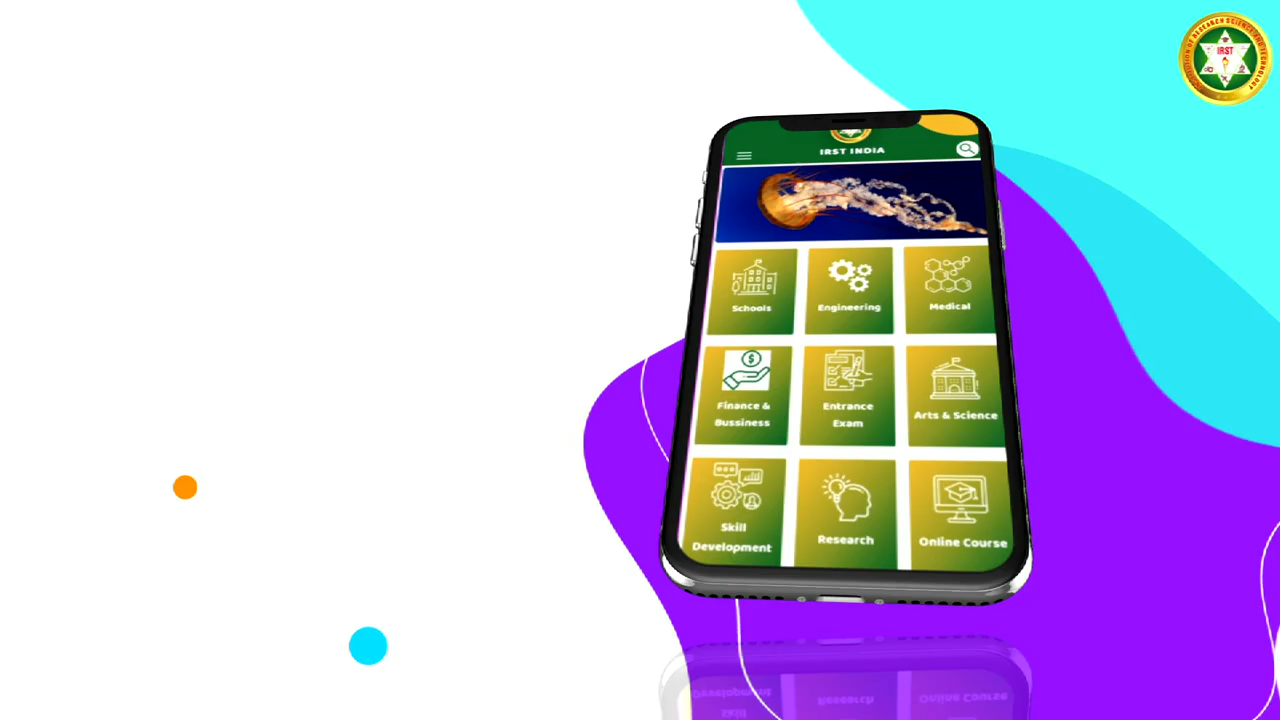 IRST INDIA
Schools
Engineering
Medical
Finance &
Bussiness
Entrance
Exam
Arts & Science
Skill
Development
Research
Online Course
IRST